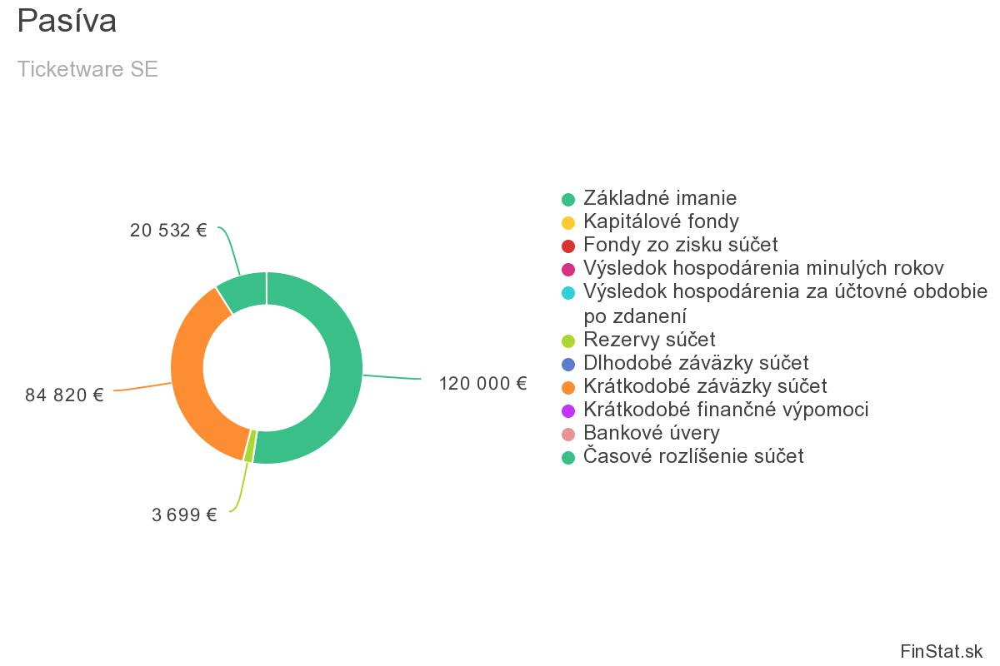 Pasíva
Ticketware SE
20 532 €
84 820 €
120 000 €
3 699 €
Základné imanie
Kapitálové fondy
Fondy zo zisku súčet
Výsledok hospodárenia minulých rokov
Výsledok hospodárenia za účtovné obdobie
po zdanení
Rezervy súčet
Dlhodobé záväzky súčet
Krátkodobé záväzky súčet
Krátkodobé finančné výpomoci
Bankové úvery
Časové rozlíšenie súčet
FinStat.sk